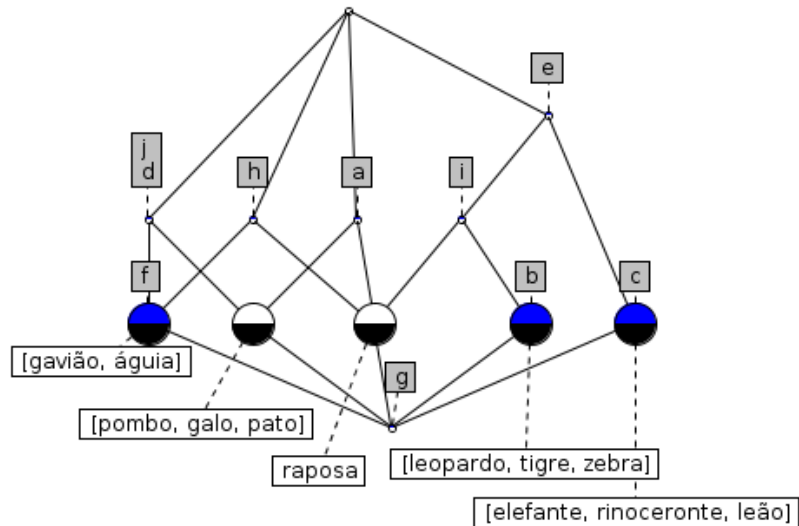 e
j
d
h
a
i
f
b
c
[gavião, águia]
g
[pombo, galo, pato]
raposa
[leopardo, tigre, zebra]
[elefante, rinoceronte, leão]